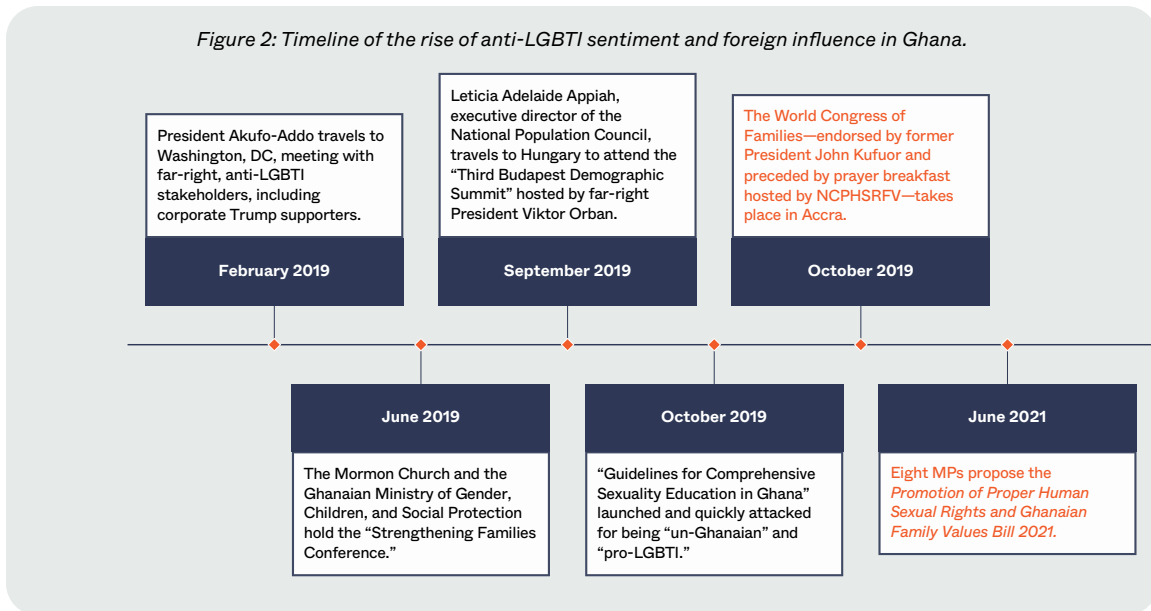 Figure 2: Timeline of the rise of anti-LGBTI sentiment and foreign influence in Ghana.
President Akufo-Addo travels to
Washington, DC, meeting with
far-right, anti-LGBTI
stakeholders, including
corporate Trump supporters.
February 2019
The Mormon Church and the
Ghanaian Ministry of Gender,
Children, and Social Protection
hold the “Strengthening Families
Conference.”
June 2019
Leticia Adelaide Appiah,
executive director of the
National Population Council,
travels to Hungary to attend the
“Third Budapest Demographic
Summit” hosted by far-right
President Viktor Orban.
September 2019
October 2019
“Guidelines for Comprehensive
Sexuality Education in Ghana”
launched and quickly attacked
for being “un-Ghanaian” and
“pro-LGBTI.”
The World Congress of
Families—endorsed by former
President John Kufuor and
preceded by prayer breakfast
hosted by NCPHSRFV—takes
place in Accra.
October 2019
June 2021
Eight MPs propose the
Promotion of Proper Human
Sexual Rights and Ghanaian
Family Values Bill 2021.